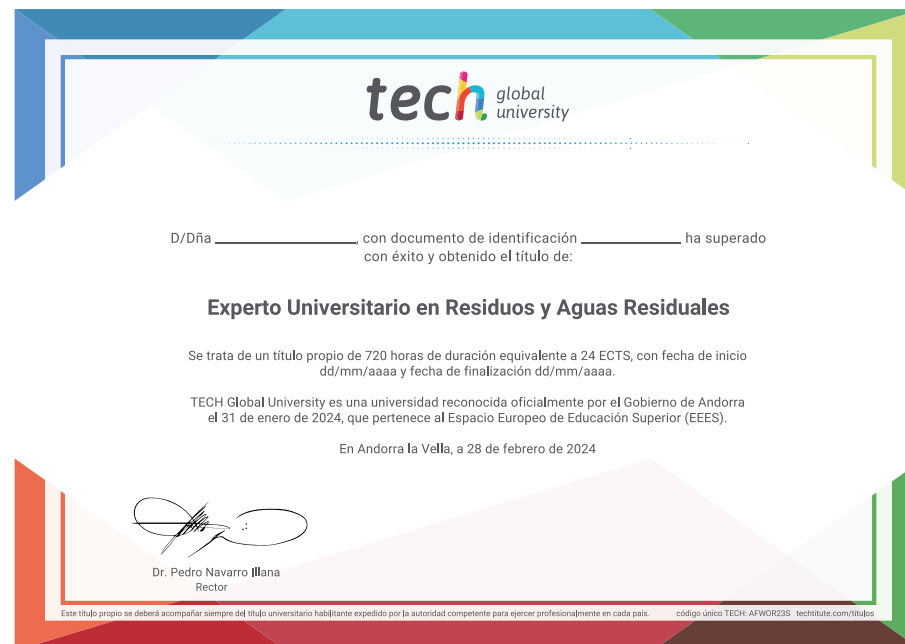 tech global university
D/Dña ____________, con documento de identificación ____________ ha superado
con éxito y obtenido el título de:
Experto Universitario en Residuos y Aguas Residuales
Se trata de un título propio de 720 horas de duración equivalente a 24 ECTS, con fecha de inicio
dd/mm/aaaa y fecha de finalización dd/mm/aaaa.
TECH Global University es una universidad reconocida oficialmente por el Gobierno de Andorra
el 31 de enero de 2024, que pertenece al Espacio Europeo de Educación Superior (EEES).
En Andorra la Vella, a 28 de febrero de 2024
Dr. Pedro Navarro Illana
Rector
Este título propio se deberá acompañar siempre del título universitario habilitante expedido por la autoridad competente para ejercer profesionalmente en cada país. código único TECH: AFWOR23S techtitute.com/titulos